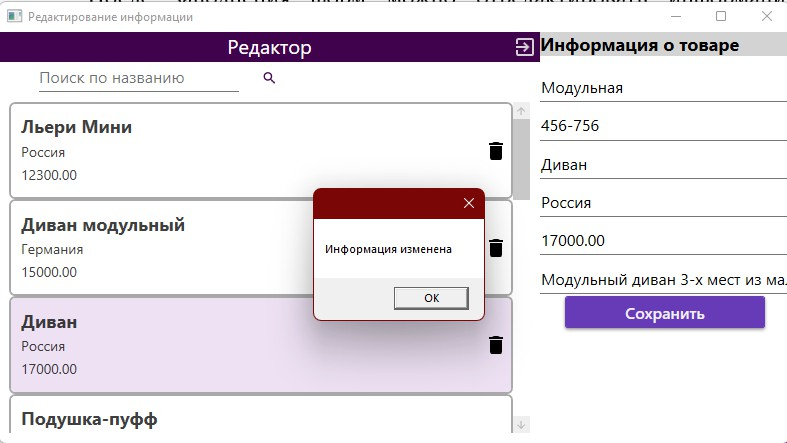 Редактирование информации
Редактор
Поиск по названию
Льери Мини
Россия
12300.00
Диван модульный
Германия
15000.00
Диван
Россия
17000.00
Подушка-пуфф
Информация изменена
ОК
Информация о товаре
Модульная
456-756
Диван
Россия
17000.00
Модульный диван 3-х мест из ма
Сохранить